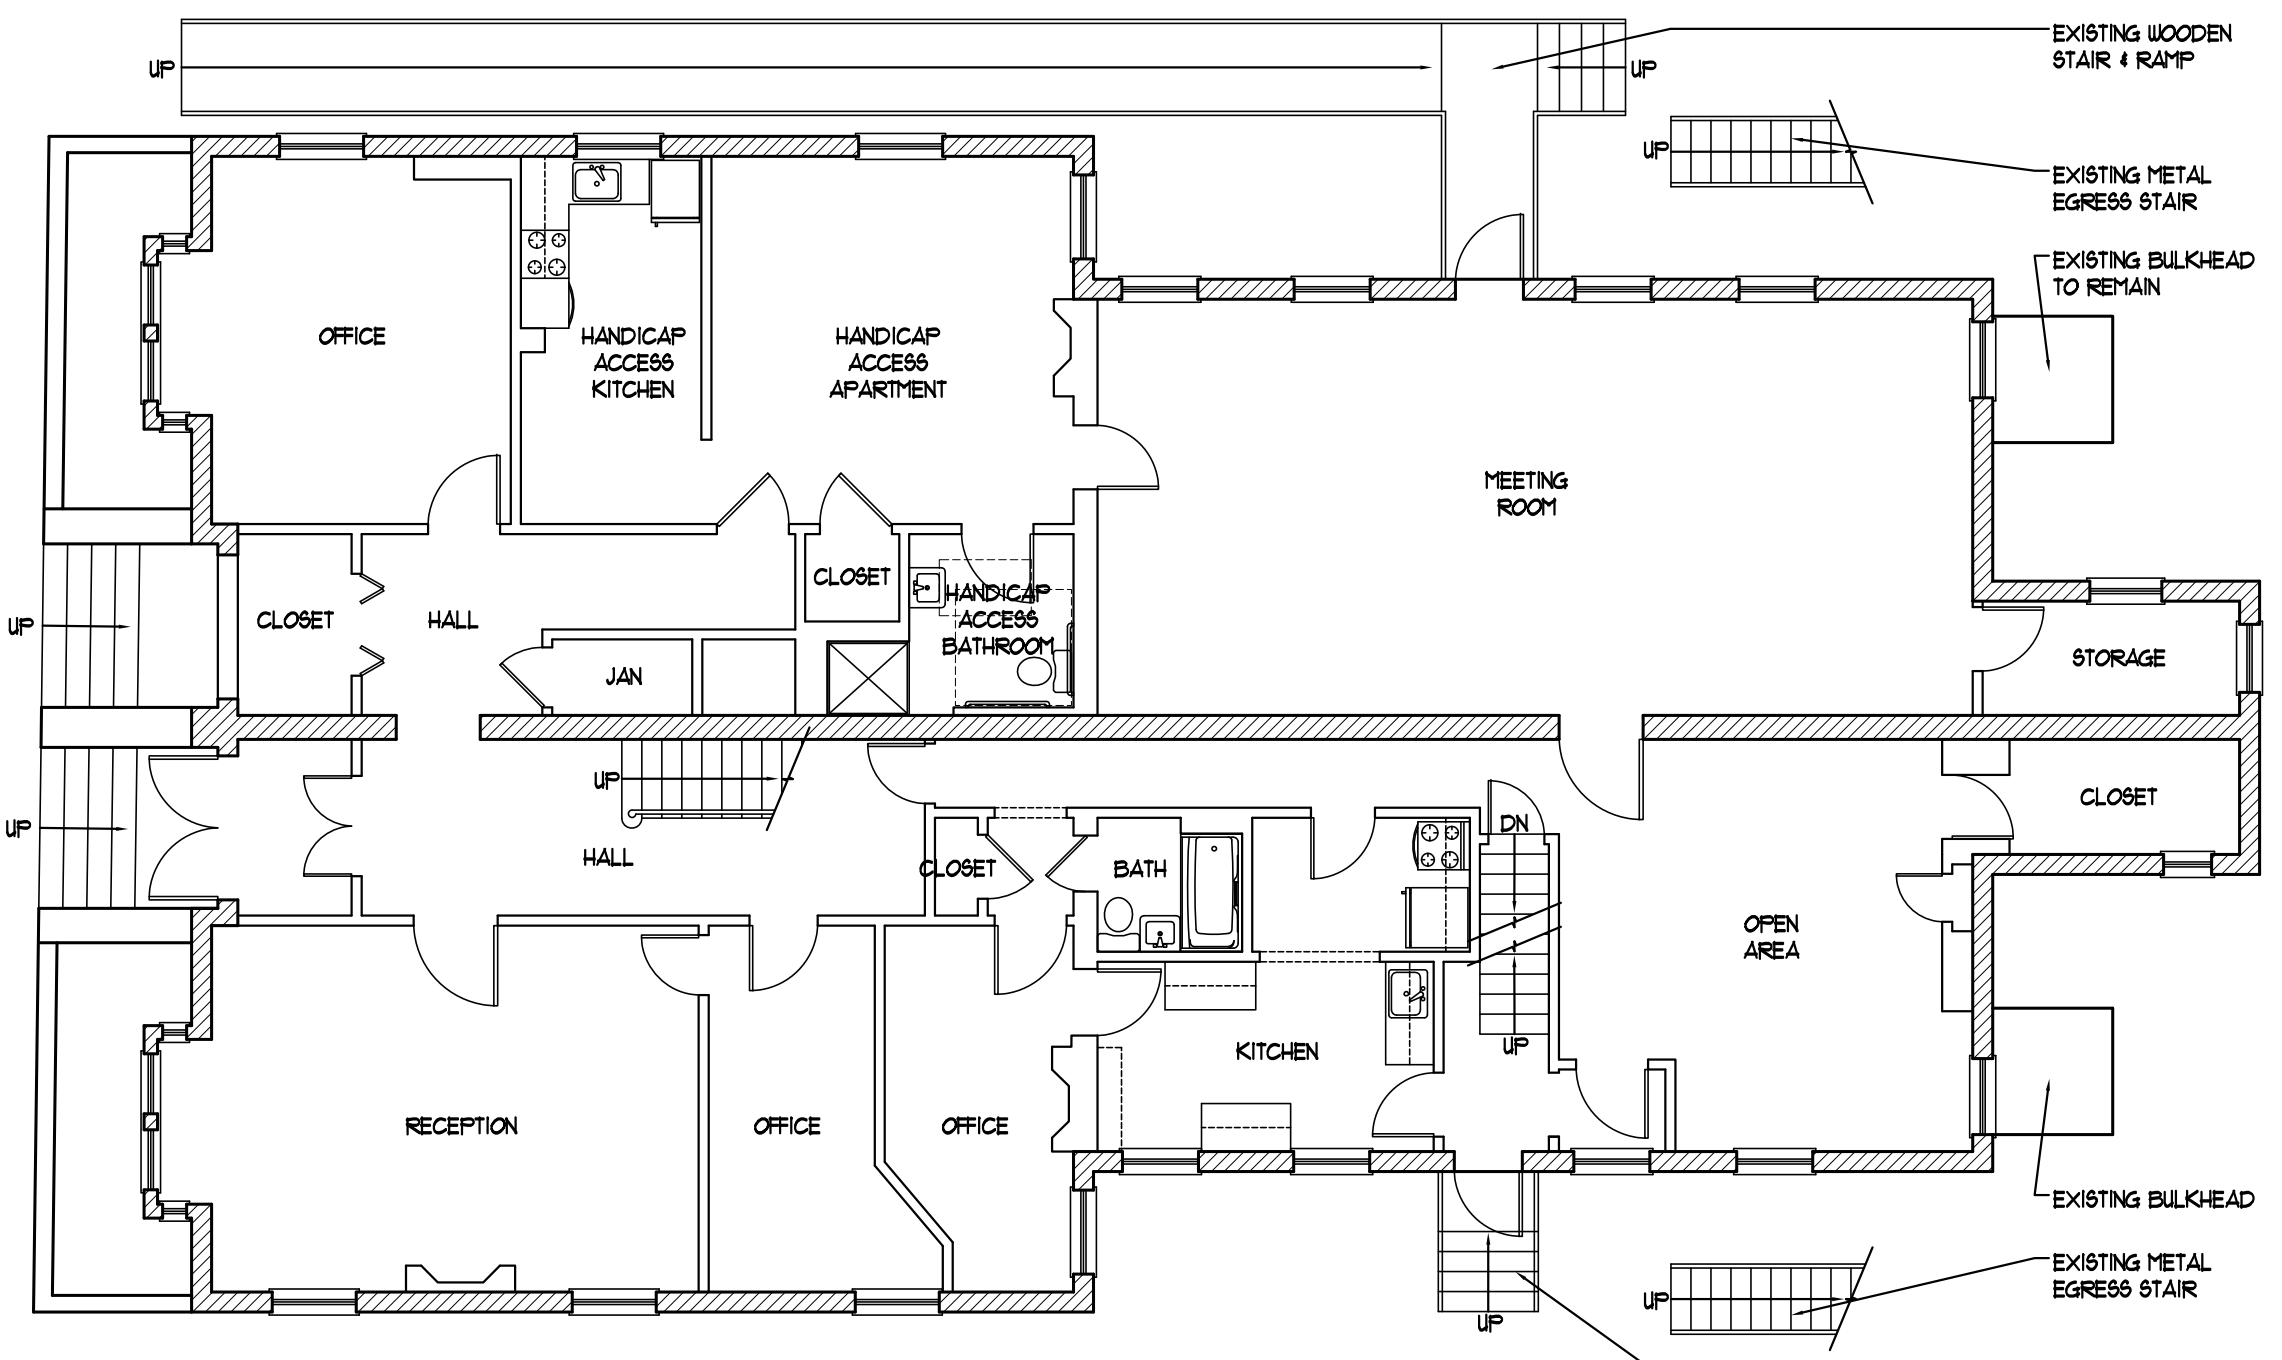 UP
UP
EXISTING WOODEN
STAIR & RAMP
UP
EXISTING METAL
EGRESS STAIR
EXISTING BULKHEAD
TO REMAIN
OFFICE
HANDICAP
ACCESS
KITCHEN
HANDICAP
ACCESS
APARTMENT
MEETING
ROOM
CLOSET
HANDICAP
ACCESS
BATHROOM
UP
CLOSET
HALL
JAN
STORAGE
UP
CLOSET
UP
HALL
DN
CLOSET
BATH
OPEN
AREA
UP
KITCHEN
RECEPTION
OFFICE
OFFICE
EXISTING BULKHEAD
EXISTING METAL
EGRESS STAIR
UP
UP